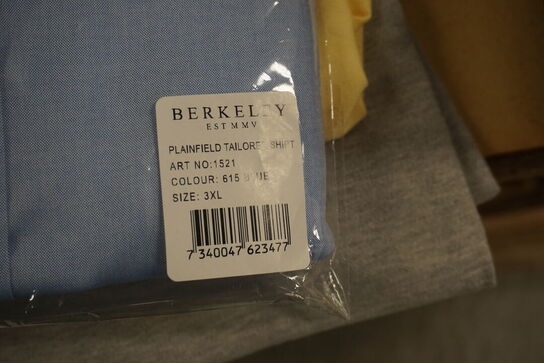 BERKELEY
EST MMV
PLAINFIELD TAILORED SHIRT
ART NO:1521
COLOUR: 615 BLUE
SIZE: 3XL
7 340047 623477